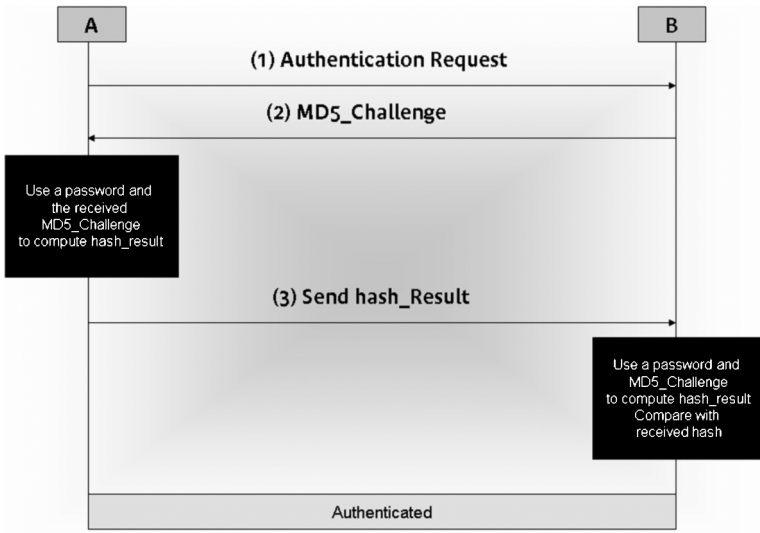 A
B
(1) Authentication Request
(2) MD5_Challenge
Use a password and
the received
MD5_Challenge
to compute hash_result
(3) Send hash_Result
Use a password and
MD5_Challenge
to compute hash_result
Compare with
received hash
Authenticated